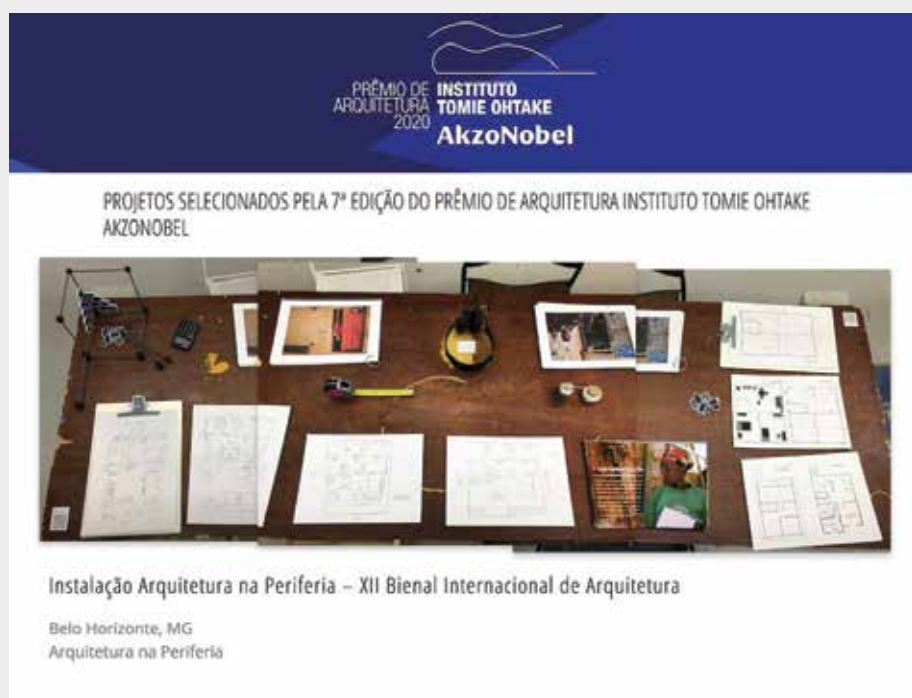 PRÊMIO DE
ARQUITETURA
2020
INSTITUTO
TOMIE OHTAKE
AkzoNobel
PROJETOS SELECIONADOS PELA 7ª EDIÇÃO DO PRÊMIO DE ARQUITETURA INSTITUTO TOMIE OHTAKE
AKZONOBEL
Instalação Arquitetura na Periferia – XII Bienal Internacional de Arquitetura
Belo Horizonte, MG
Arquitetura na Periferia